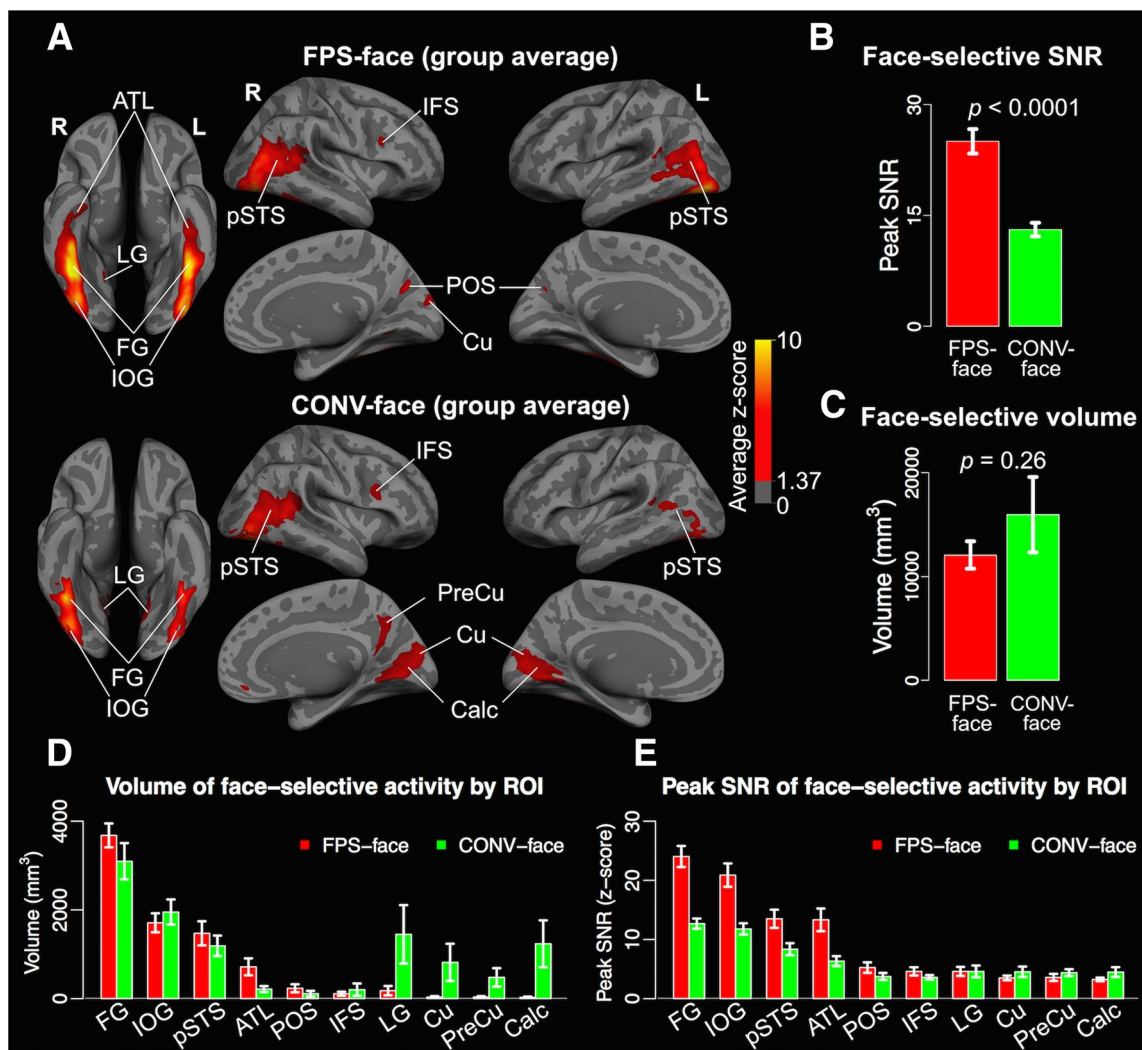 A
FPS-face (group average)
R
L
ATL
R
L
IFS
pSTS
pSTS
LG
POS
Cu
FG
IOG
10
1.37
0
Average z-score
CONV-face (group average)
IFS
pSTS
pSTS
LG
PreCu
Cu
FG
IOG
Calc
B
Face-selective SNR
30
15
0
Peak SNR
p < 0.0001
FPS-
face
CONV-
face
C
Face-selective volume
20000
10000
0
Volume (mm³)
p = 0.26
FPS-
face
CONV-
face
D
Volume of face–selective activity by ROI
4000
2000
0
Volume (mm³)
FPS–face
CONV–face
FG
IOG
pSTS
ATL
POS
IFS
LG
Cu
PreCu
Calc
E
Peak SNR of face–selective activity by ROI
30
20
10
0
Peak SNR (z–score)
FPS–face
CONV–face
FG
IOG
pSTS
ATL
POS
IFS
LG
Cu
PreCu
Calc